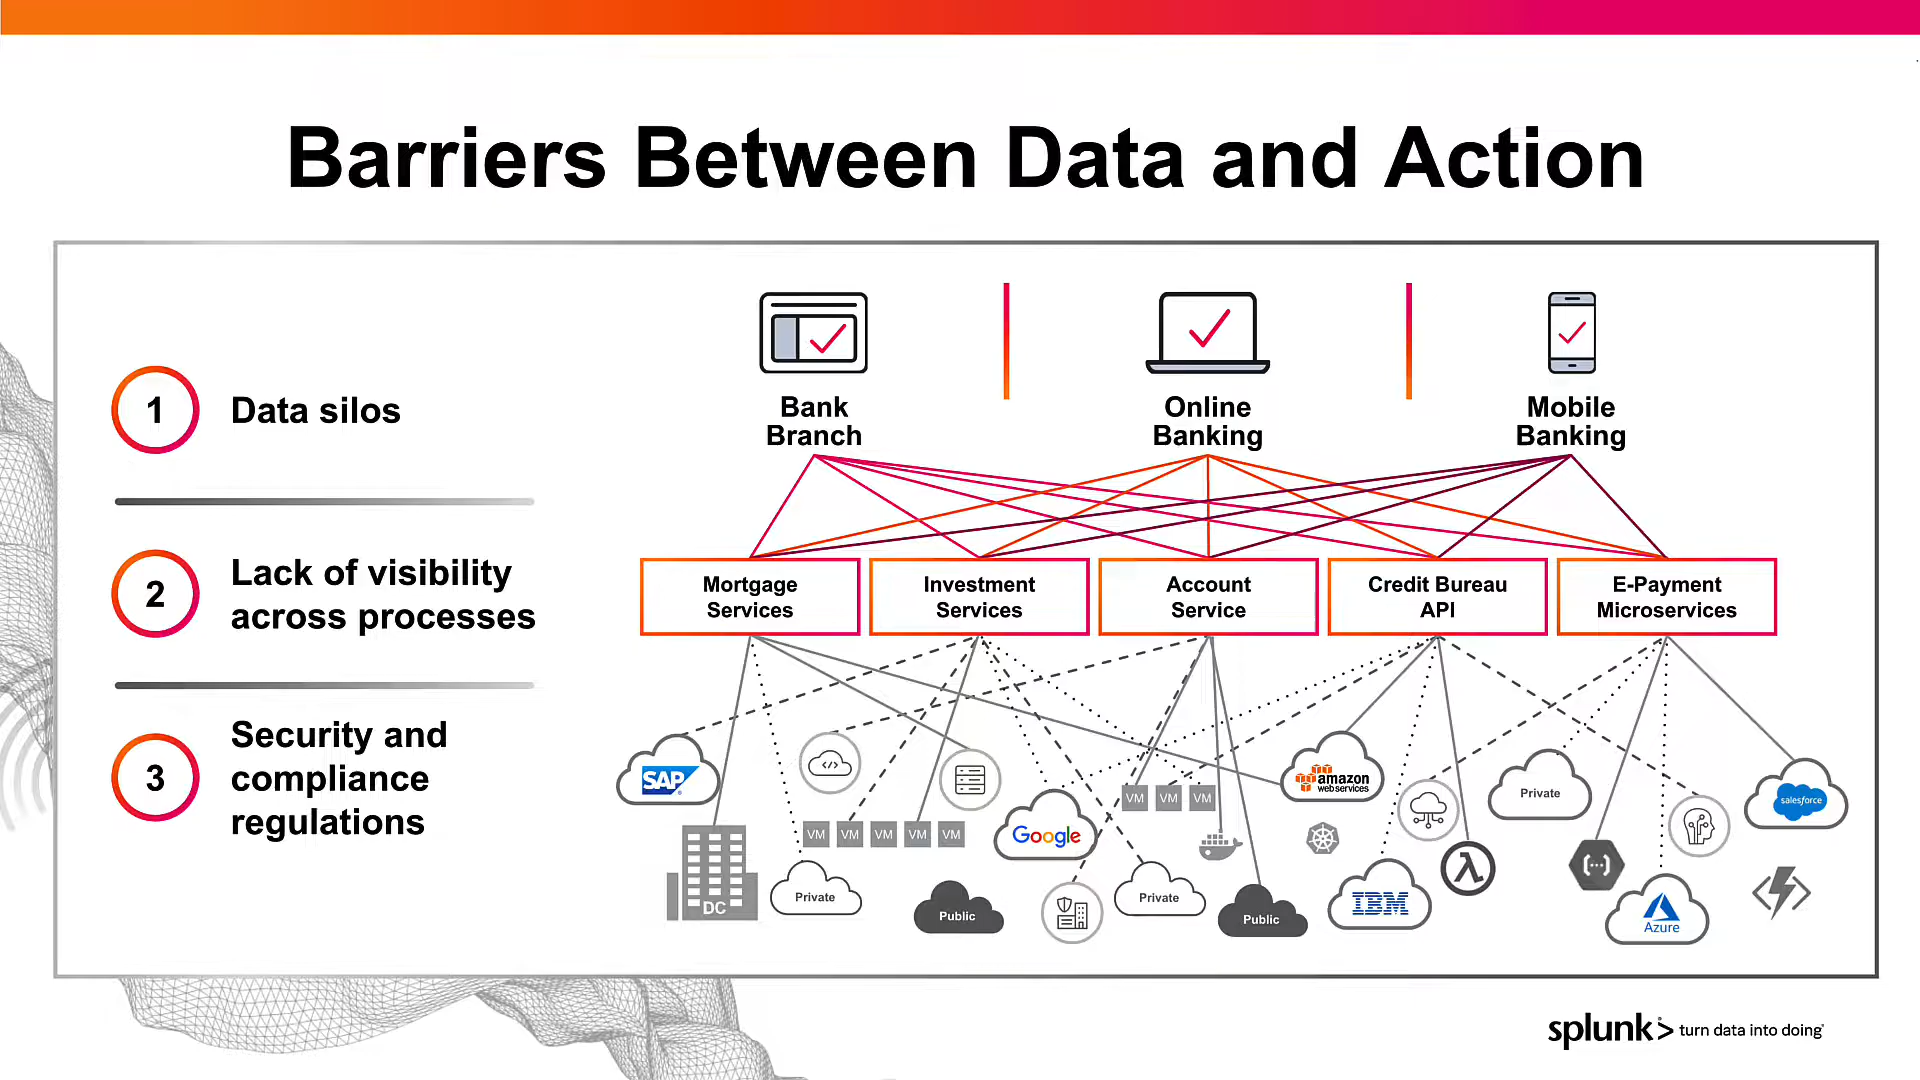 Barriers Between Data and Action
1
Data silos
2
Lack of visibility
across processes
3
Security and
compliance
regulations
Bank
Branch
Online
Banking
Mobile
Banking
Mortgage
Services
Investment
Services
Account
Service
Credit Bureau
API
E-Payment
Microservices
SAP
</>
DC
Private
VM VM VM VM VM
Public
Google
VM VM VM
Private
Public
amazon
web services
IBM
λ
Private
{...}
Azure
salesforce
splunk> turn data into doing